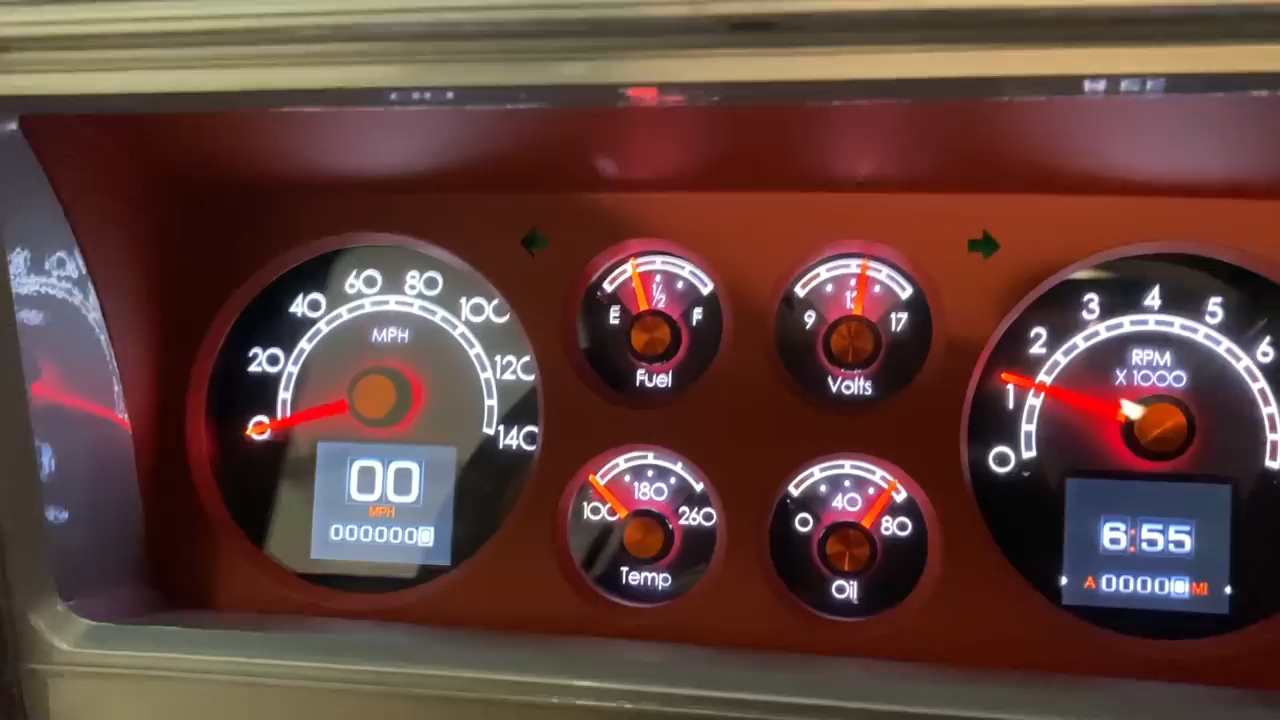 0 20 40 60 80 100 120 140
MPH
00
MPH
0000000
E 1/2 F
Fuel
9 13 17
Volts
100 180 260
Temp
0 40 80
Oil
0 1 2 3 4 5 6
RPM
X 1000
6:55
A 000000 MI